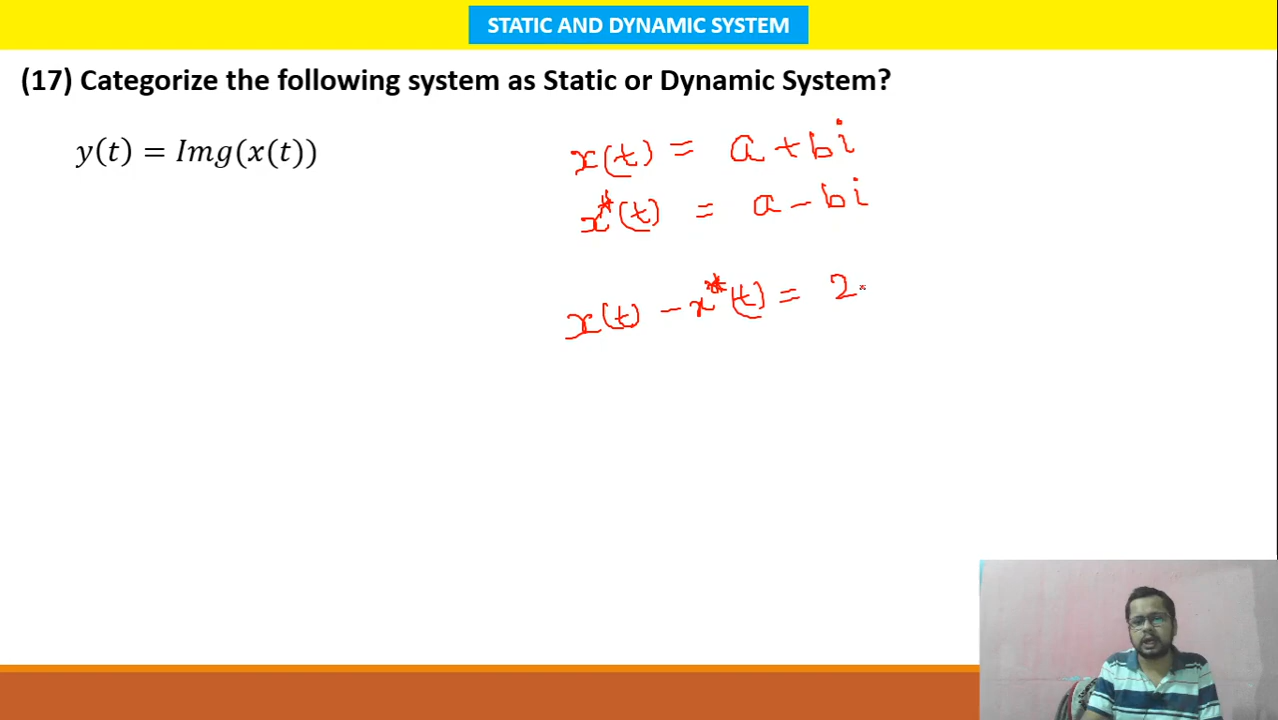 STATIC AND DYNAMIC SYSTEM
(17) Categorize the following system as Static or Dynamic System?
y(t) = Img(x(t))
x(t) = a + bi
x*(t) = a - bi
x(t) - x*(t) = 2